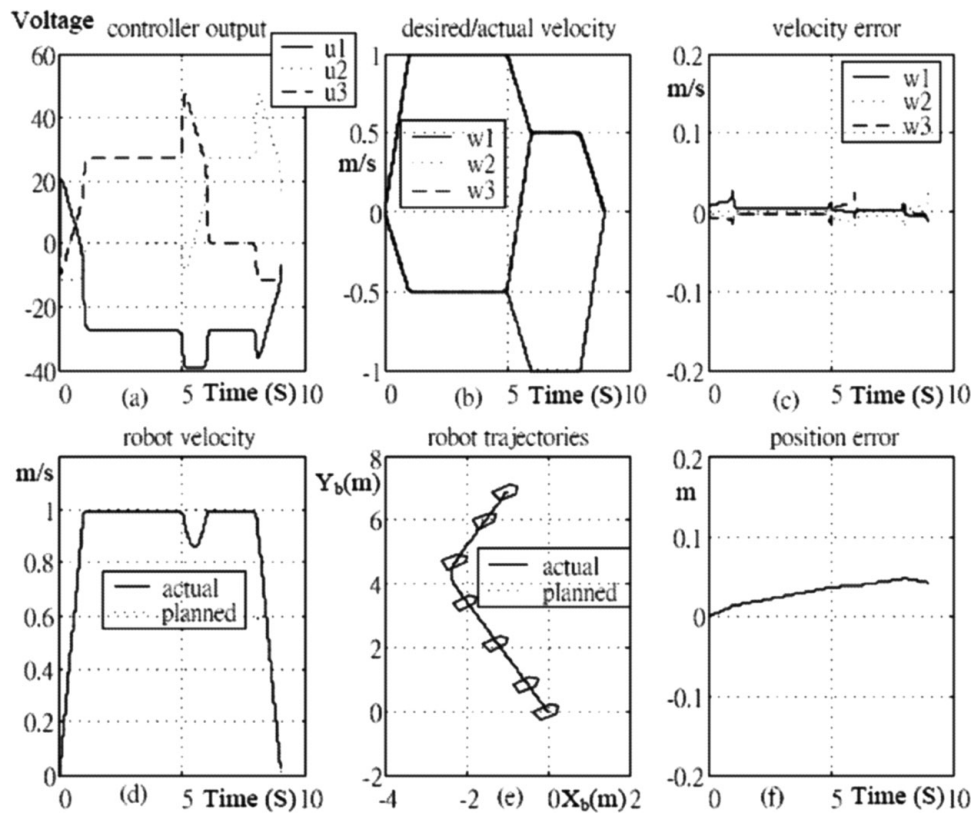 Voltage
controller output
60
40
20
0
-20
-40
0
5
10
Time (S)
(a)
u1
u2
u3
desired/actual velocity
1
0.5
m/s
0
-0.5
-1
0
5
10
Time (S)
(b)
w1
w2
w3
velocity error
0.2
m/s
0.1
0
-0.1
-0.2
0
5
10
Time (S)
(c)
w1
w2
w3
robot velocity
m/s
1
0.8
0.6
0.4
0.2
0
0
5
10
Time (S)
(d)
actual
planned
robot trajectories
8
Yb(m)
6
4
2
0
-2
-4
-2
0
2
Xb(m)
(e)
actual
planned
position error
0.2
m
0.1
0
-0.1
-0.2
0
5
10
Time (S)
(f)